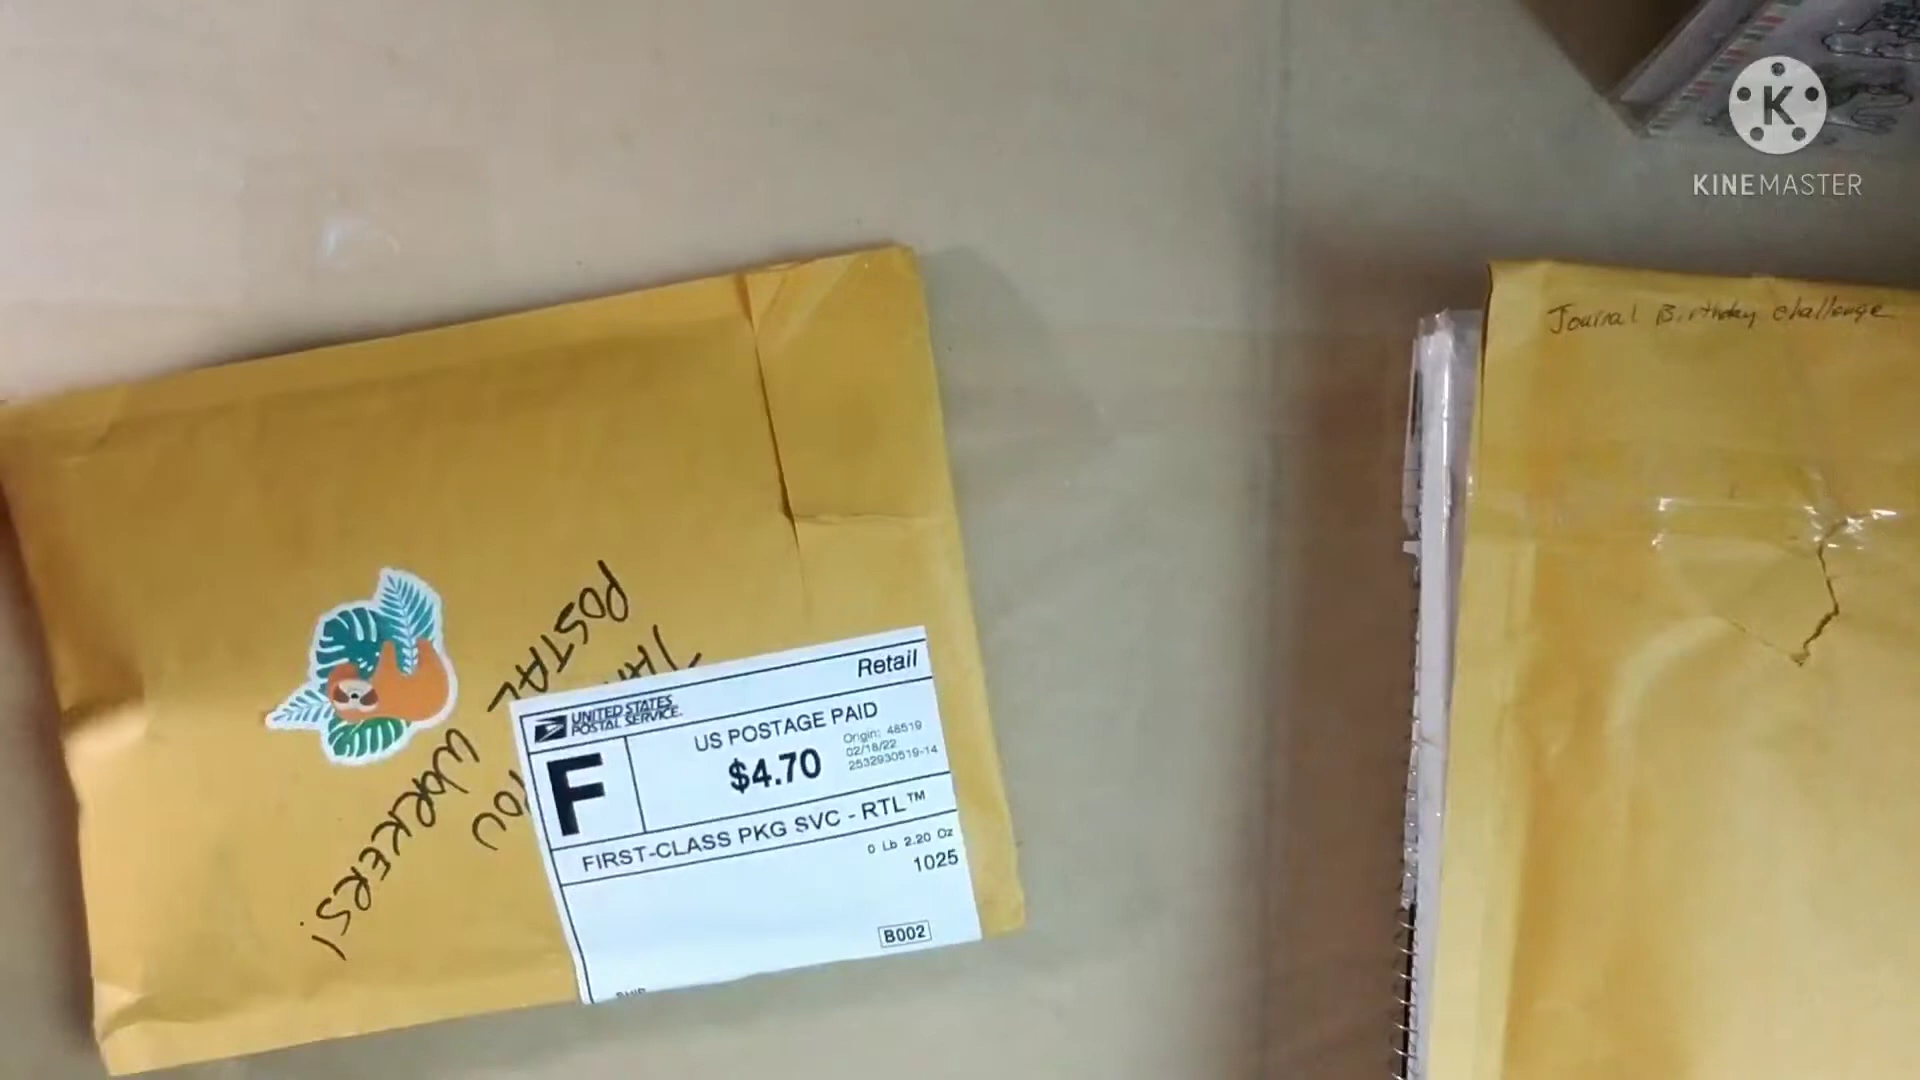 KINEMASTER
Journal Birthday challenge
POSTAL
YOU
WORKERS!
Retail
UNITED STATES
POSTAL SERVICE.
US POSTAGE PAID
F
$4.70
Origin: 48519
02/18/22
2532930519-14
FIRST-CLASS PKG SVC - RTL™
0 Lb 2.20 Oz
1025
B002